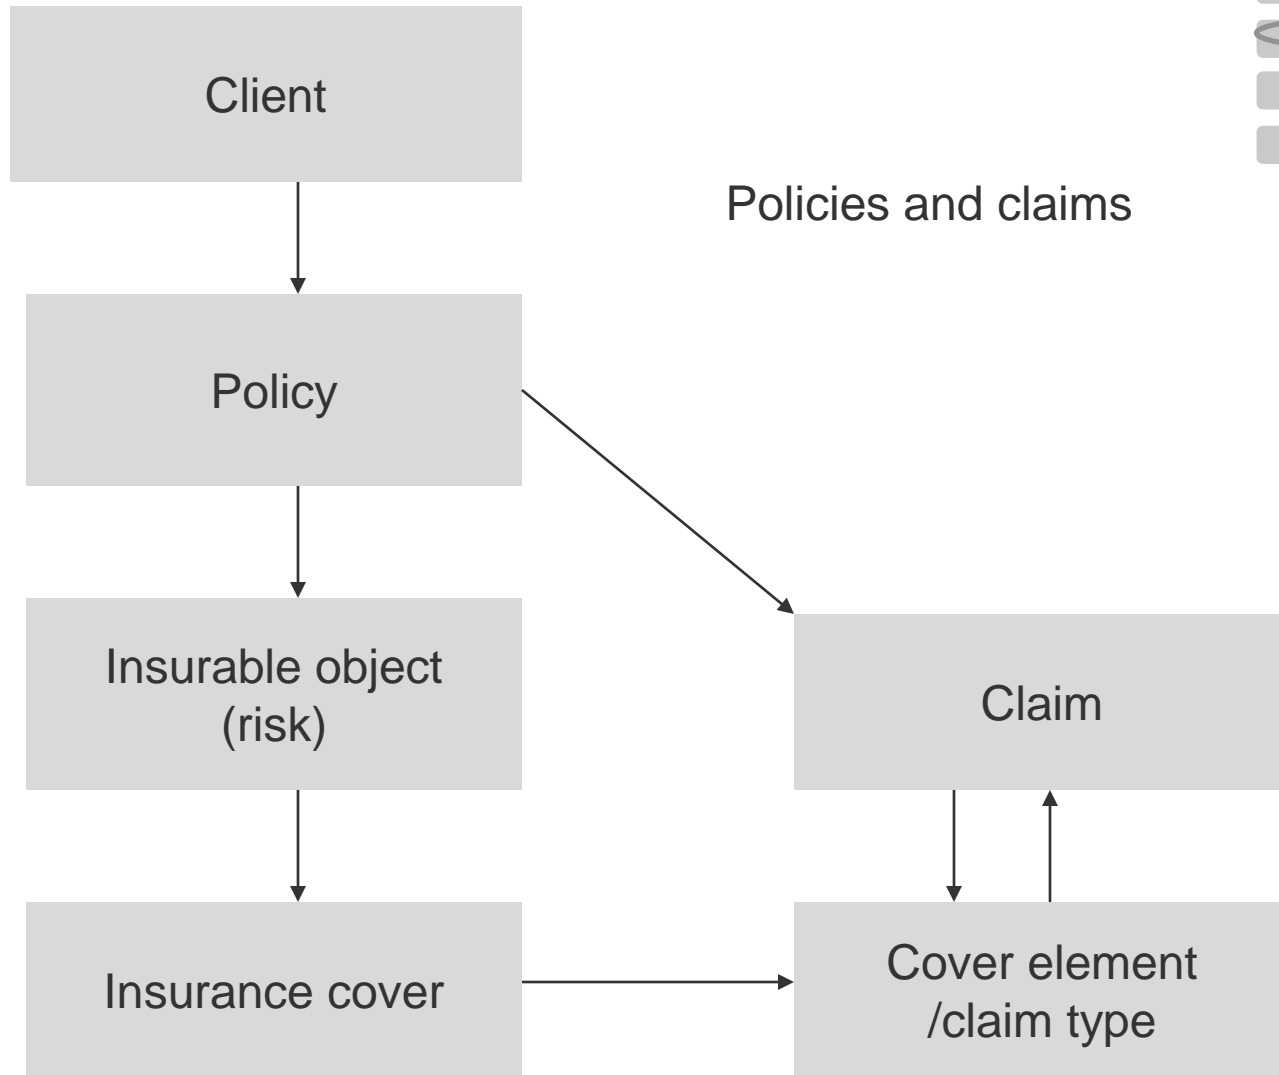 Client
Policies and claims
Policy
Insurable object
(risk)
Claim
Insurance cover
Cover element
/claim type